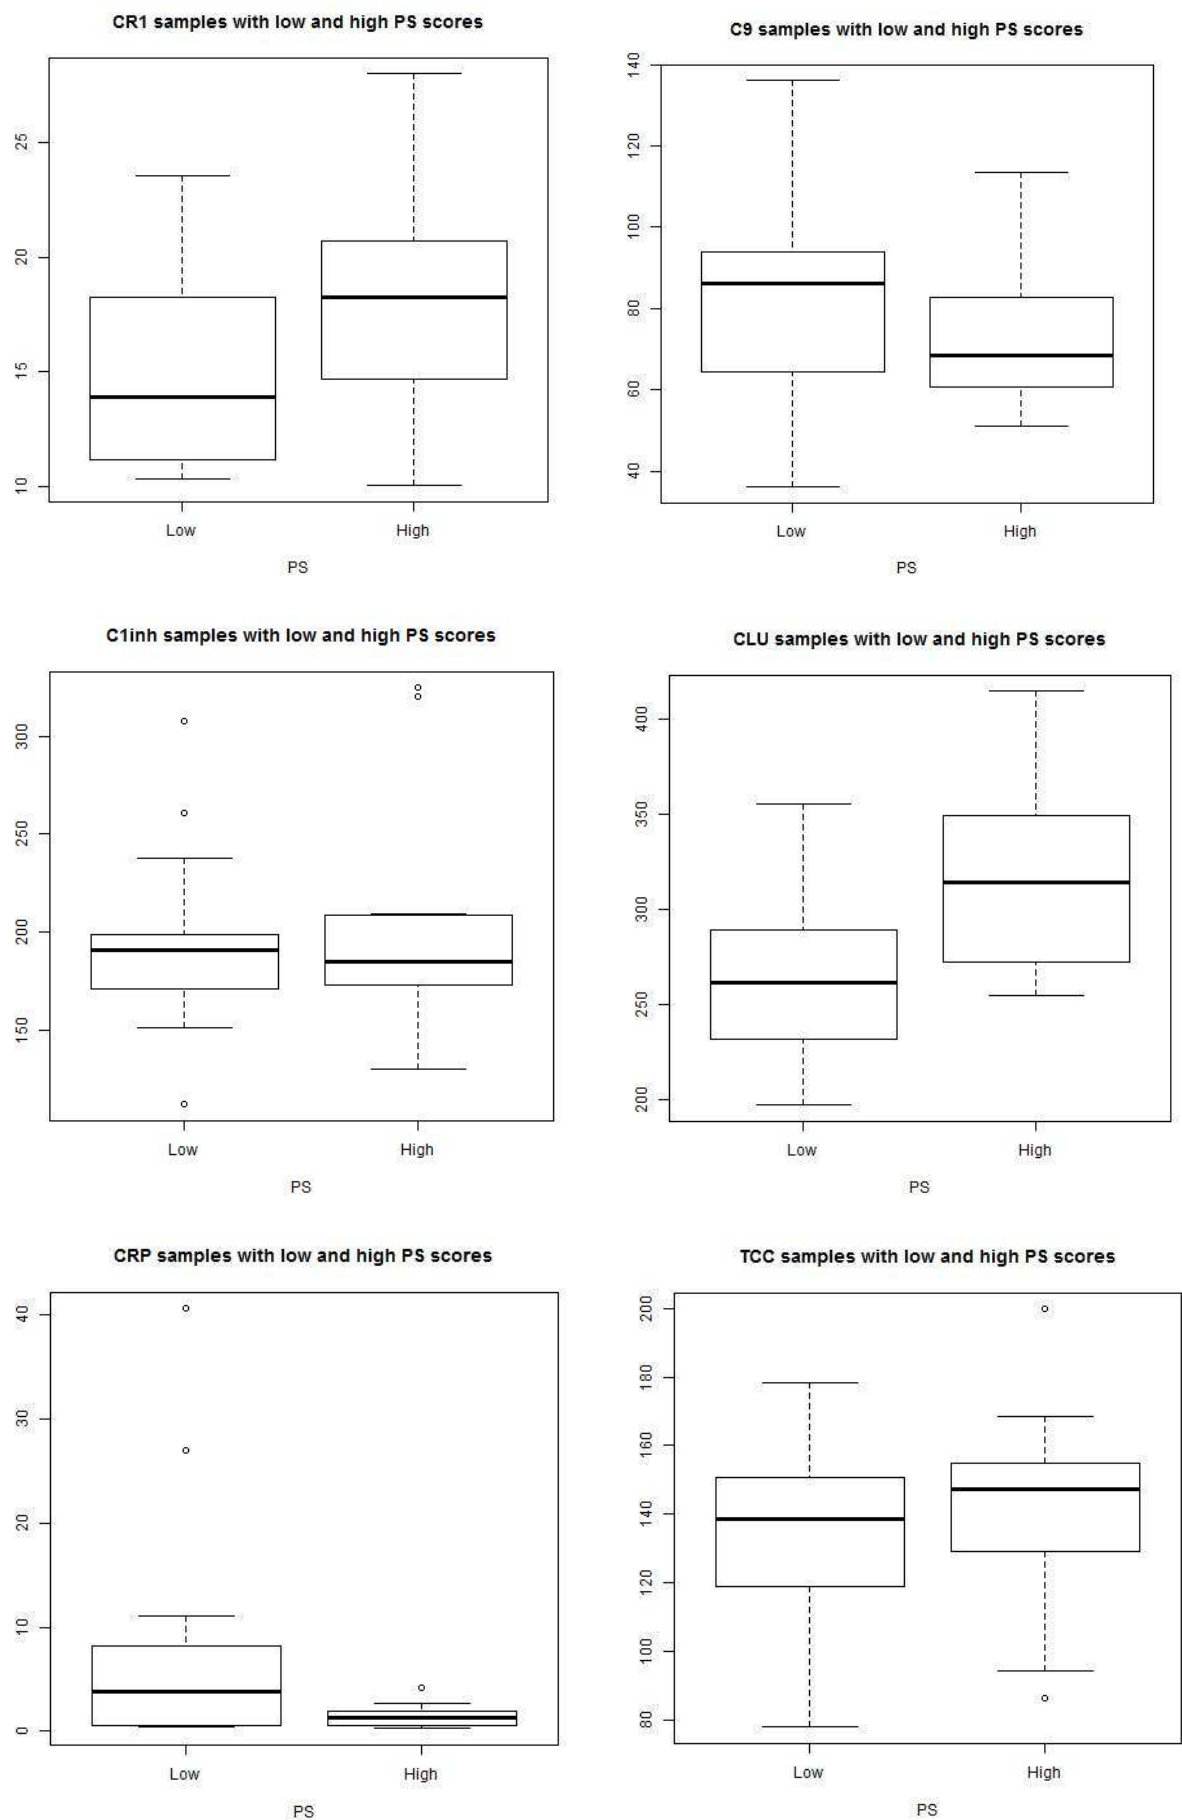 CR1 samples with low and high PS scores
25
20
15
10
Low High
PS
C9 samples with low and high PS scores
140
120
100
80
60
40
Low High
PS
C1inh samples with low and high PS scores
300
250
200
150
Low High
PS
CLU samples with low and high PS scores
400
350
300
250
200
Low High
PS
CRP samples with low and high PS scores
40
30
20
10
0
Low High
PS
TCC samples with low and high PS scores
200
180
160
140
120
100
80
Low High
PS